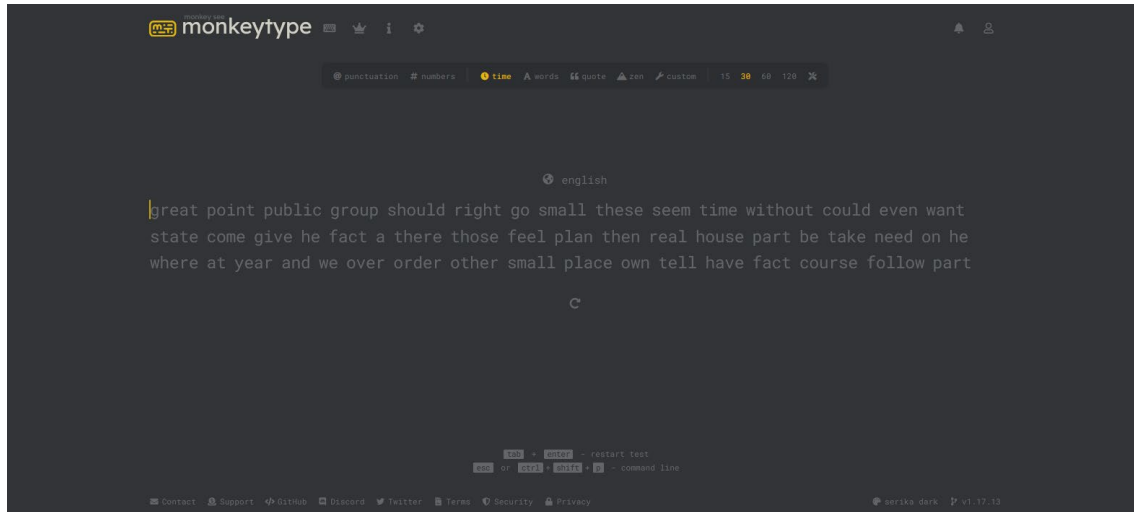 monkey see
monkeytype
@ punctuation # numbers time A words quote zen custom 15 30 60 120
english
great point public group should right go small these seem time without could even want
state come give he fact a there those feel plan then real house part be take need on he
where at year and we over order other small place own tell have fact course follow part
tab + enter - restart test
esc or ctrl + shift + p - command line
Contact Support GitHub Discord Twitter Terms Security Privacy serika dark v1.17.13